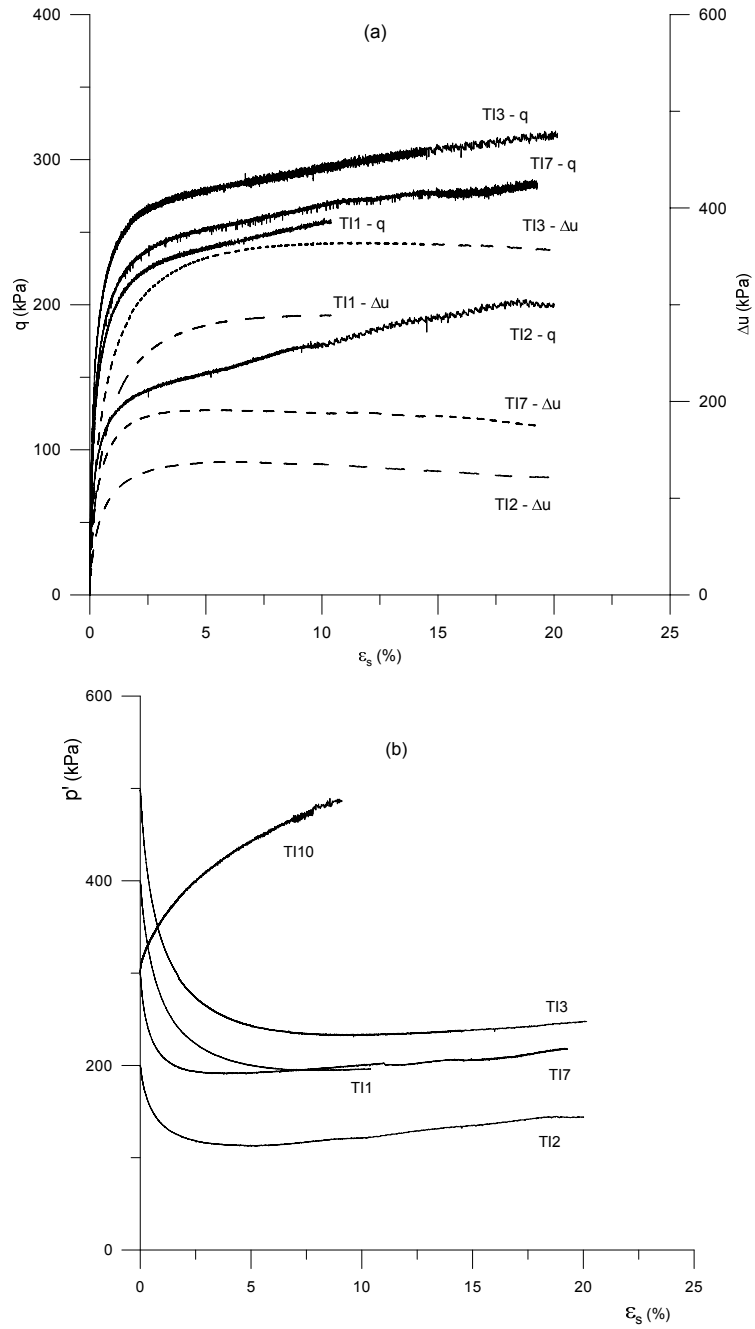 (a)
400
300
200
100
0
q (kPa)
600
400
200
0
Δu (kPa)
TI3 - q
TI7 - q
TI1 - q
TI3 - Δu
TI1 - Δu
TI2 - q
TI7 - Δu
TI2 - Δu
0 5 10 15 20 25
εs (%)
(b)
600
400
200
0
p' (kPa)
TI10
TI3
TI7
TI1
TI2
0 5 10 15 20 25
εs (%)